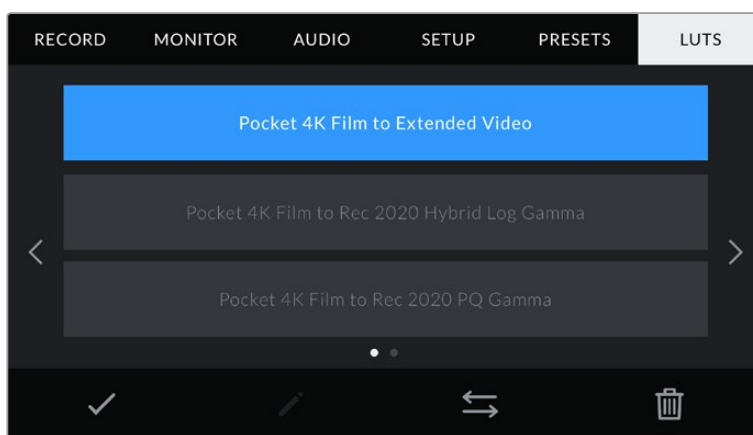 RECORD MONITOR AUDIO SETUP PRESETS LUTS
Pocket 4K Film to Extended Video
Pocket 4K Film to Rec 2020 Hybrid Log Gamma
Pocket 4K Film to Rec 2020 PQ Gamma